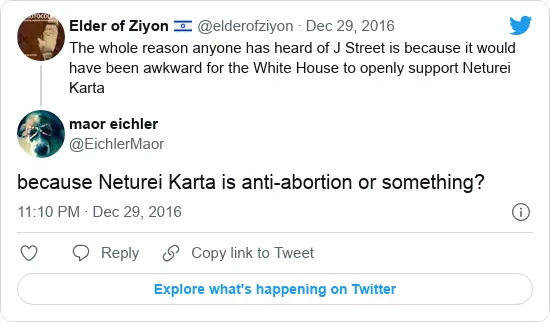 Elder of Ziyon 🇮🇱 @elderofziyon · Dec 29, 2016
The whole reason anyone has heard of J Street is because it would
have been awkward for the White House to openly support Neturei
Karta
maor eichler
@EichlerMaor
because Neturei Karta is anti-abortion or something?
11:10 PM · Dec 29, 2016
Reply
Copy link to Tweet
Explore what's happening on Twitter